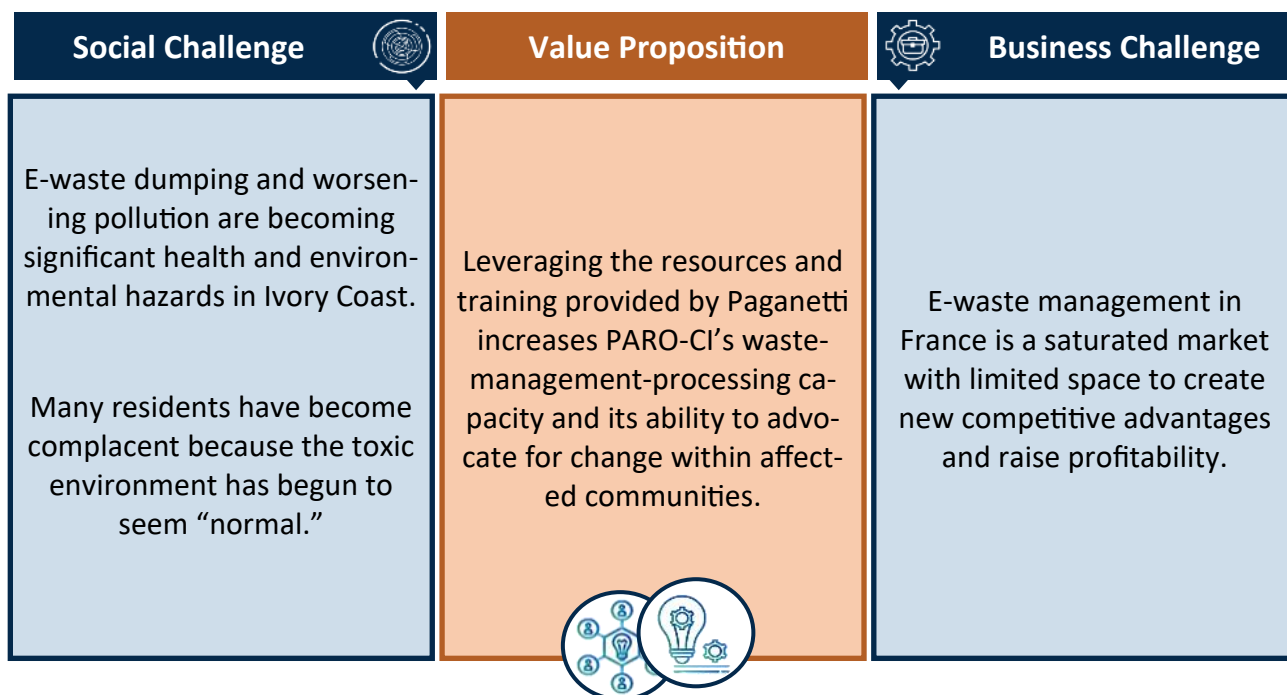 Social Challenge
Value Proposition
Business Challenge
E-waste dumping and worsen-
ing pollution are becoming
significant health and environ-
mental hazards in Ivory Coast.
Many residents have become
complacent because the toxic
environment has begun to
seem “normal.”
Leveraging the resources and
training provided by Paganetti
increases PARO-CI’s waste-
management-processing ca-
pacity and its ability to advo-
cate for change within affect-
ed communities.
E-waste management in
France is a saturated market
with limited space to create
new competitive advantages
and raise profitability.